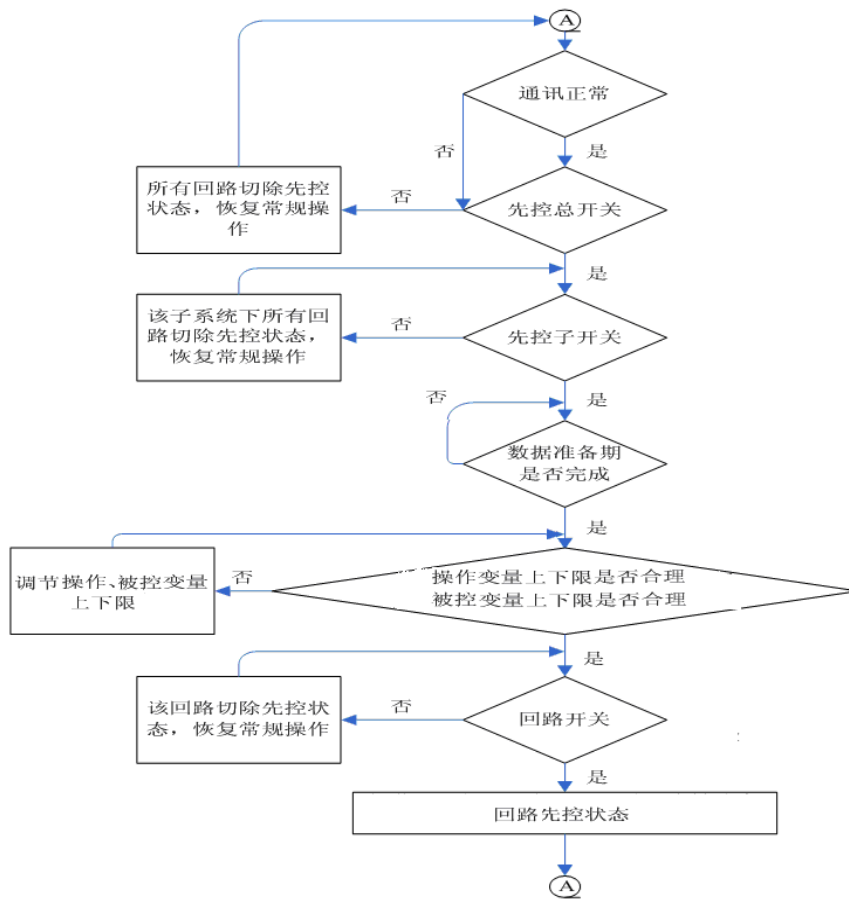 A
通讯正常
否
是
所有回路切除先控
状态，恢复常规操
作
否
先控总开关
是
该子系统下所有回
路切除先控状态，
恢复常规操作
否
先控子开关
否
是
数据准备期
是否完成
是
调节操作、被控变量
上下限
否
操作变量上下限是否合理
被控变量上下限是否合理
是
该回路切除先控状
态，恢复常规操作
否
回路开关
是
回路先控状态
A